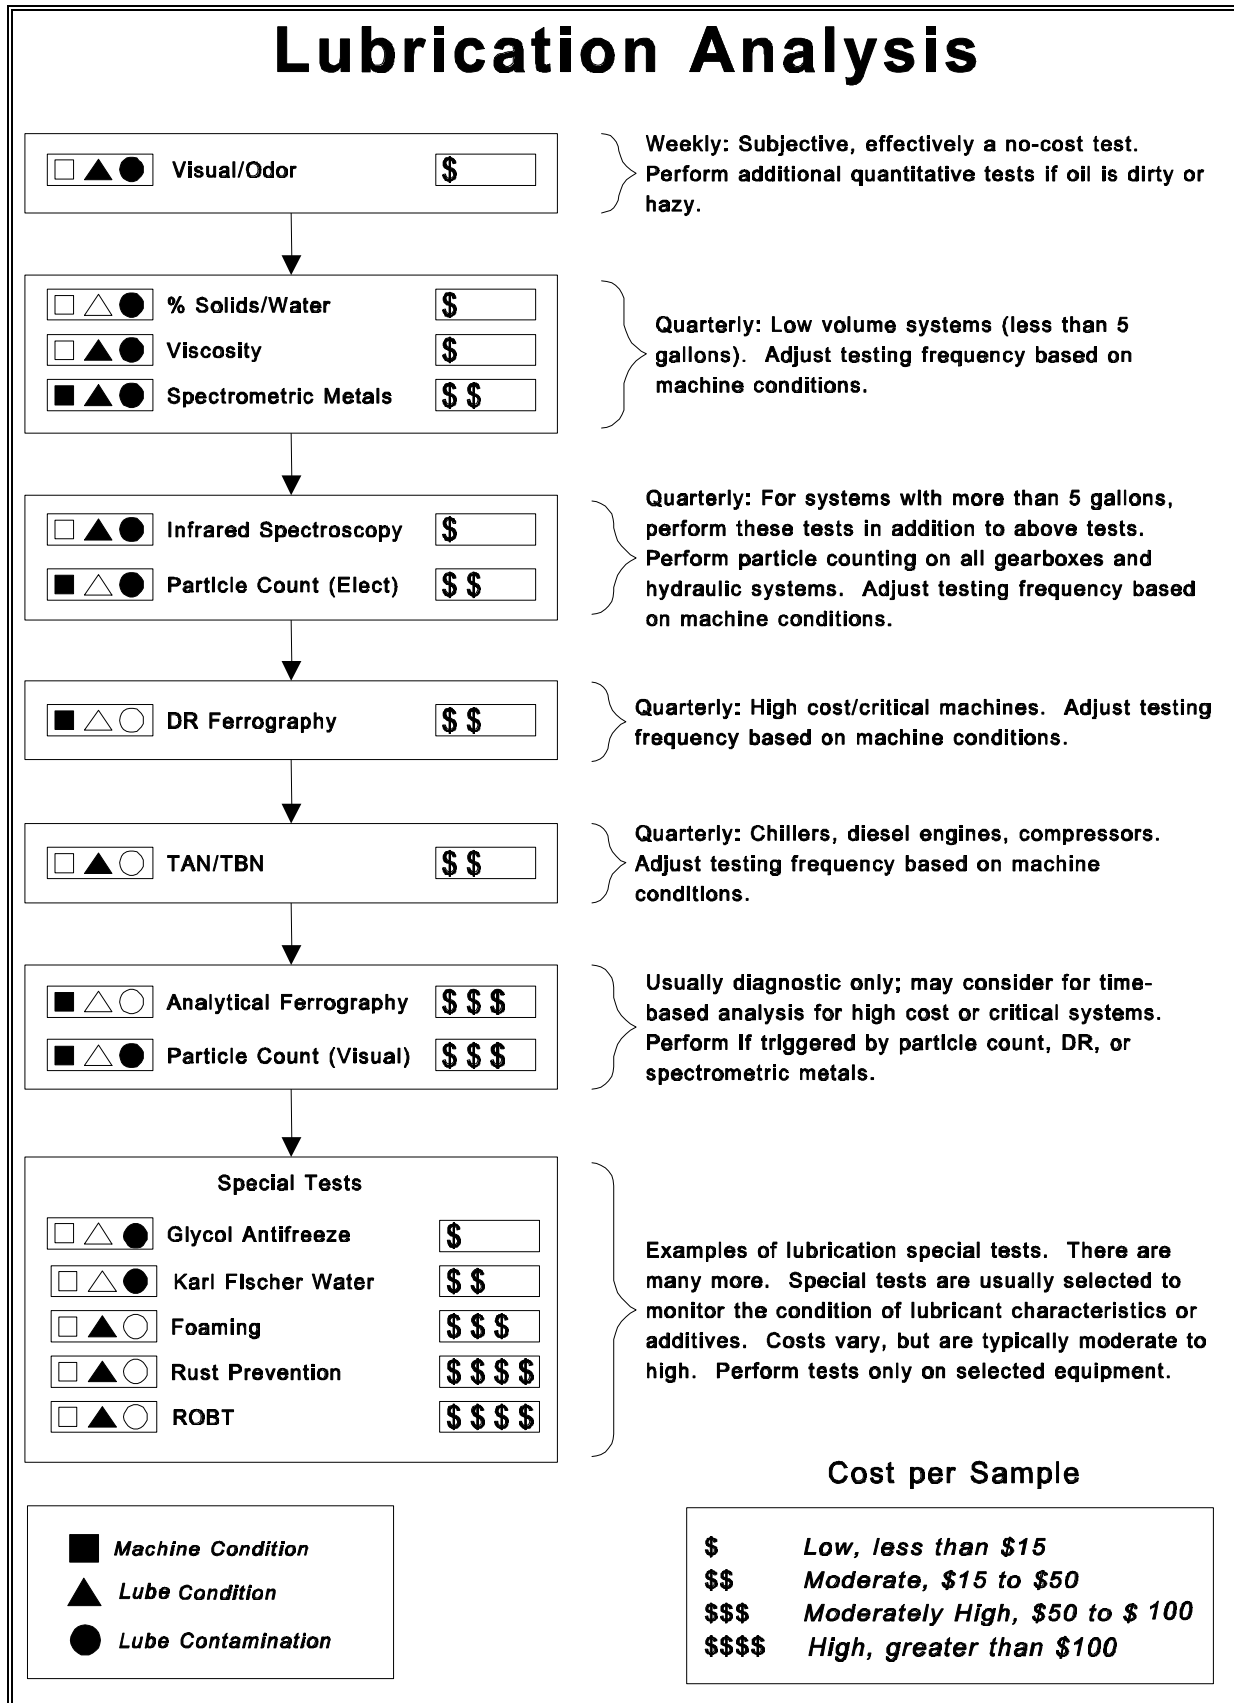 Lubrication Analysis
Visual/Odor
$
Weekly: Subjective, effectively a no-cost test.
Perform additional quantitative tests if oil is dirty or
hazy.
% Solids/Water
$
Viscosity
$
Spectrometric Metals
$ $
Quarterly: Low volume systems (less than 5
gallons). Adjust testing frequency based on
machine conditions.
Infrared Spectroscopy
$
Particle Count (Elect)
$ $
Quarterly: For systems with more than 5 gallons,
perform these tests in addition to above tests.
Perform particle counting on all gearboxes and
hydraulic systems. Adjust testing frequency based
on machine conditions.
DR Ferrography
$ $
Quarterly: High cost/critical machines. Adjust testing
frequency based on machine conditions.
TAN/TBN
$ $
Quarterly: Chillers, diesel engines, compressors.
Adjust testing frequency based on machine
conditions.
Analytical Ferrography
$ $ $
Particle Count (Visual)
$ $ $
Usually diagnostic only; may consider for time-
based analysis for high cost or critical systems.
Perform if triggered by particle count, DR, or
spectrometric metals.
Special Tests
Glycol Antifreeze
$
Karl Fischer Water
$ $
Foaming
$ $ $
Rust Prevention
$ $ $ $
ROBT
$ $ $ $
Examples of lubrication special tests. There are
many more. Special tests are usually selected to
monitor the condition of lubricant characteristics or
additives. Costs vary, but are typically moderate to
high. Perform tests only on selected equipment.
Machine Condition
Lube Condition
Lube Contamination
Cost per Sample
$ Low, less than $15
$$ Moderate, $15 to $50
$$$ Moderately High, $50 to $ 100
$$$$ High, greater than $100